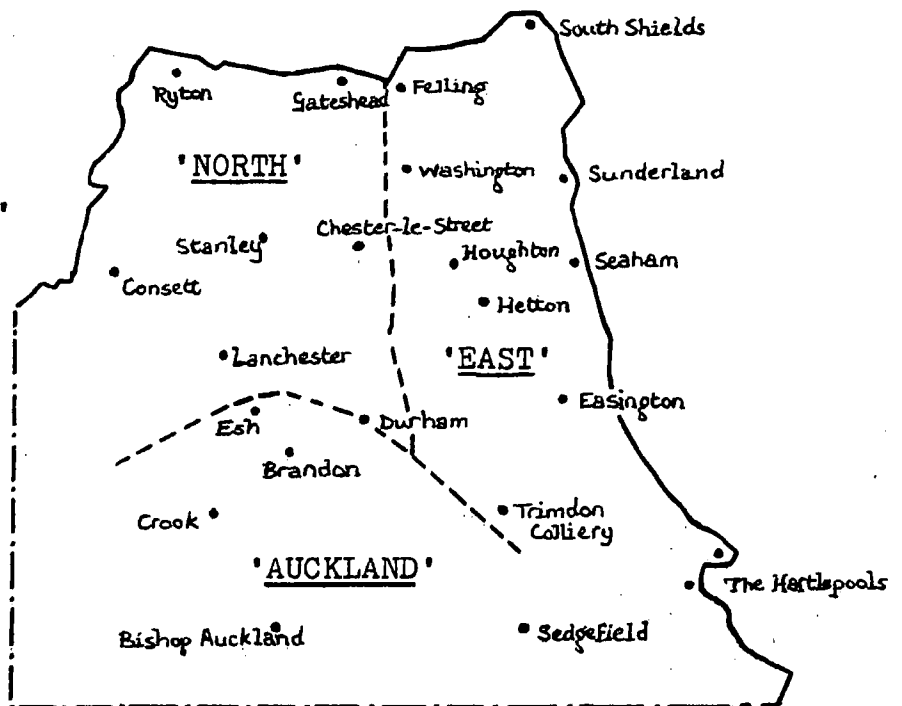 South Shields
Ryton
Gateshead
Felling
'NORTH'
Washington
Sunderland
Chester-le-Street
Stanley
Houghton
Seaham
Consett
Hetton
Lanchester
'EAST'
Easington
Esh
Durham
Brandon
Crook
Trimdon
Colliery
'AUCKLAND'
The Hartlepools
Bishop Auckland
Sedgefield